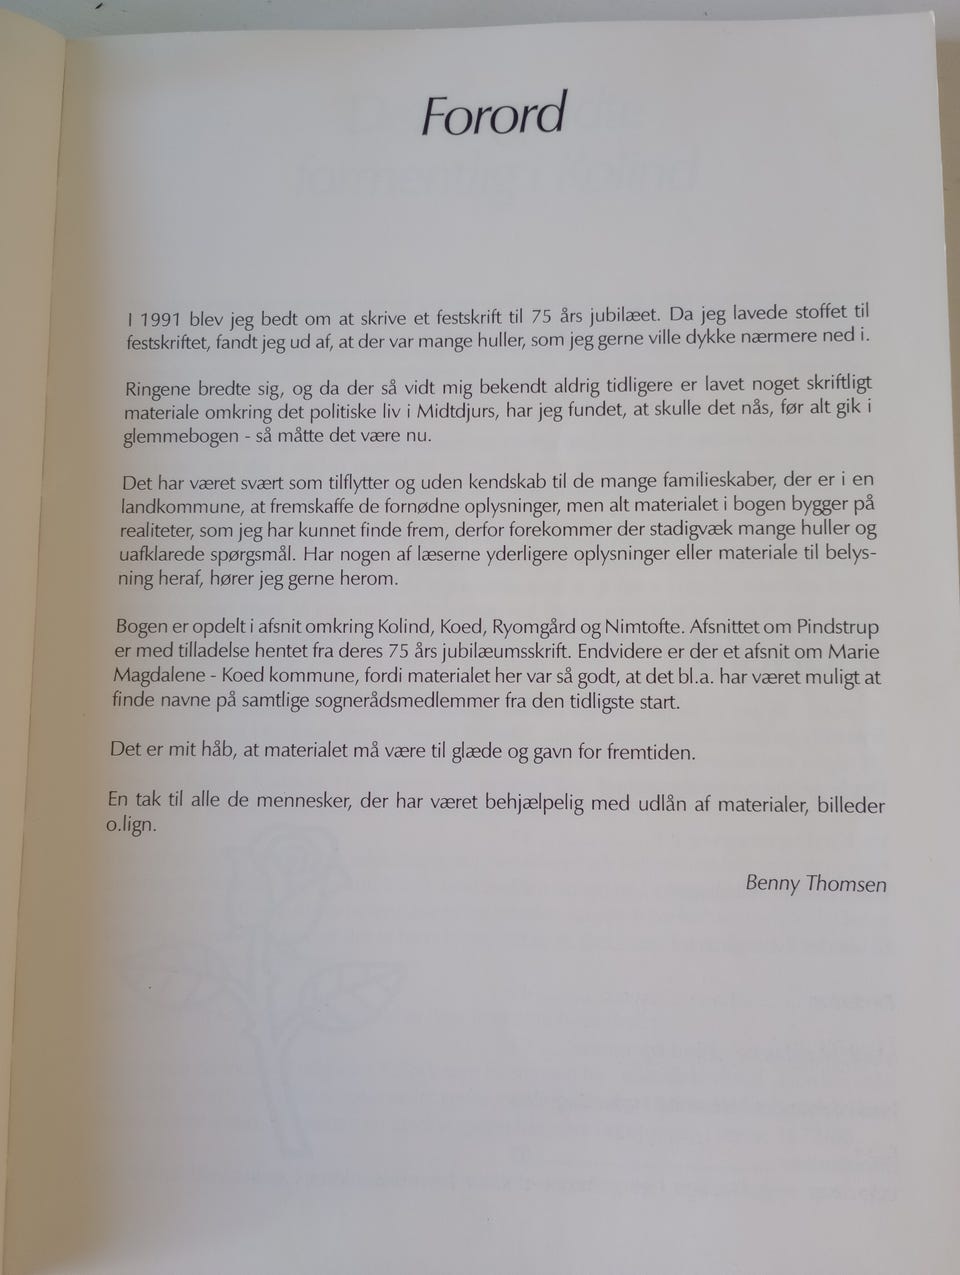 Forord
I 1991 blev jeg bedt om at skrive et festskrift til 75 års jubilæet. Da jeg lavede stoffet til
festskriftet, fandt jeg ud af, at der var mange huller, som jeg gerne ville dykke nærmere ned i.
Ringene bredte sig, og da der så vidt mig bekendt aldrig tidligere er lavet noget skriftligt
materiale omkring det politiske liv i Midtdjurs, har jeg fundet, at skulle det nås, før alt gik i
glemmebogen - så måtte det være nu.
Det har været svært som tilflytter og uden kendskab til de mange familieskaber, der er i en
landkommune, at fremskaffe de fornødne oplysninger, men alt materialet i bogen bygger på
realiteter, som jeg har kunnet finde frem, derfor forekommer der stadigvæk mange huller og
uafklarede spørgsmål. Har nogen af læserne yderligere oplysninger eller materiale til belys-
ning heraf, hører jeg gerne herom.
Bogen er opdelt i afsnit omkring Kolind, Koed, Ryomgård og Nimtofte. Afsnittet om Pindstrup
er med tilladelse hentet fra deres 75 års jubilæumsskrift. Endvidere er der et afsnit om Marie
Magdalene - Koed kommune, fordi materialet her var så godt, at det bl.a. har været muligt at
finde navne på samtlige sognerådsmedlemmer fra den tidligste start.
Det er mit håb, at materialet må være til glæde og gavn for fremtiden.
En tak til alle de mennesker, der har været behjælpelig med udlån af materialer, billeder
o.lign.
Benny Thomsen